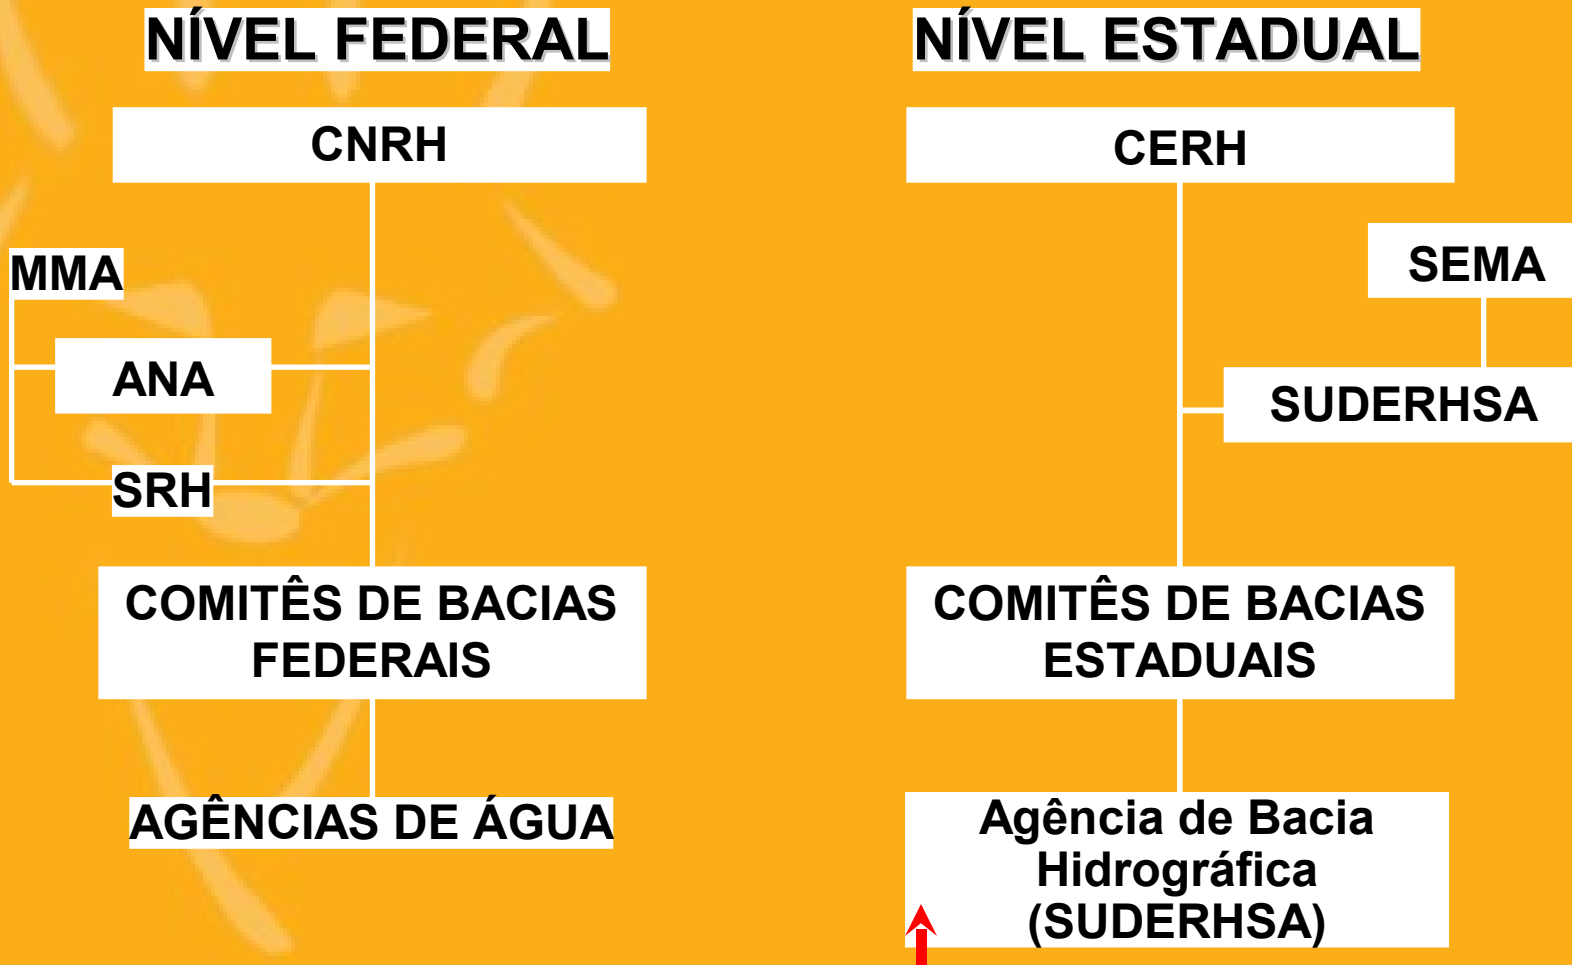 NÍVEL FEDERAL
CNRH
MMA
ANA
SRH
COMITÊS DE BACIAS
FEDERAIS
AGÊNCIAS DE ÁGUA
NÍVEL ESTADUAL
CERH
SEMA
SUDERHSA
COMITÊS DE BACIAS
ESTADUAIS
Agência de Bacia
Hidrográfica
(SUDERHSA)